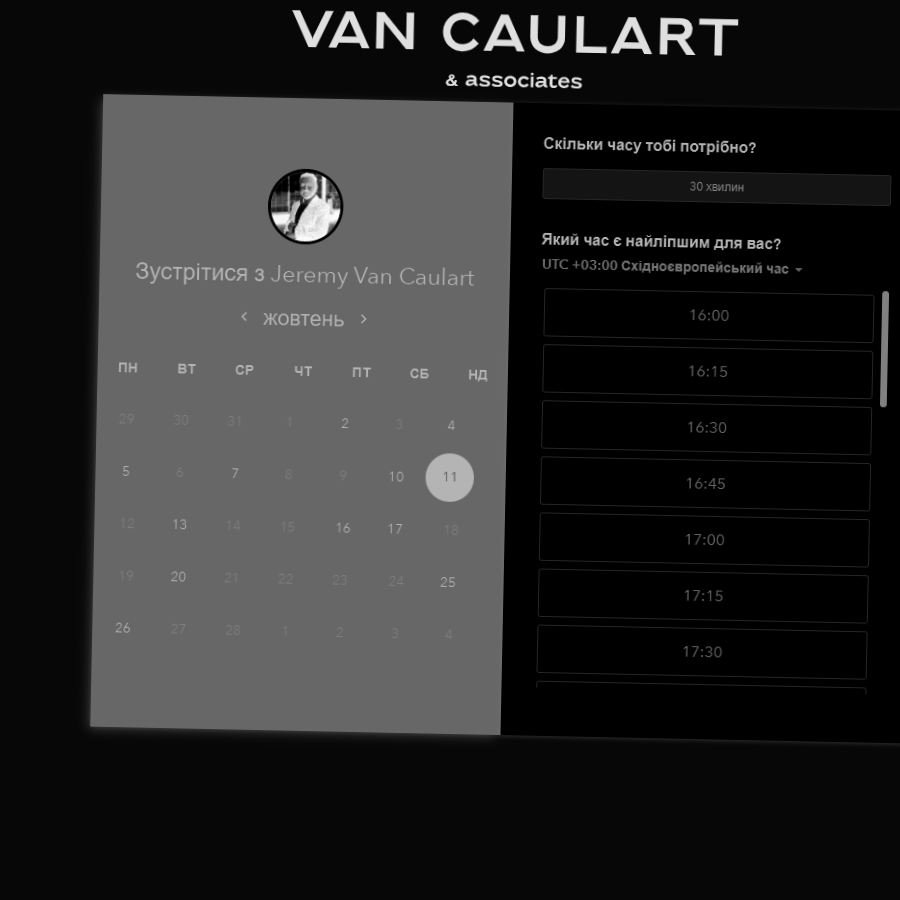 VAN CAULART
& associates
Зустрітися з Jeremy Van Caulart
жовтень
ПН ВТ СР ЧТ ПТ СБ НД
29 30 31 1 2 3 4
5 6 7 8 9 10 11
12 13 14 15 16 17 18
19 20 21 22 23 24 25
26 27 28 1 2 3 4
Скільки часу тобі потрібно?
30 хвилин
Який час є найліпшим для вас?
UTC +03:00 Східноєвропейський час
16:00
16:15
16:30
16:45
17:00
17:15
17:30